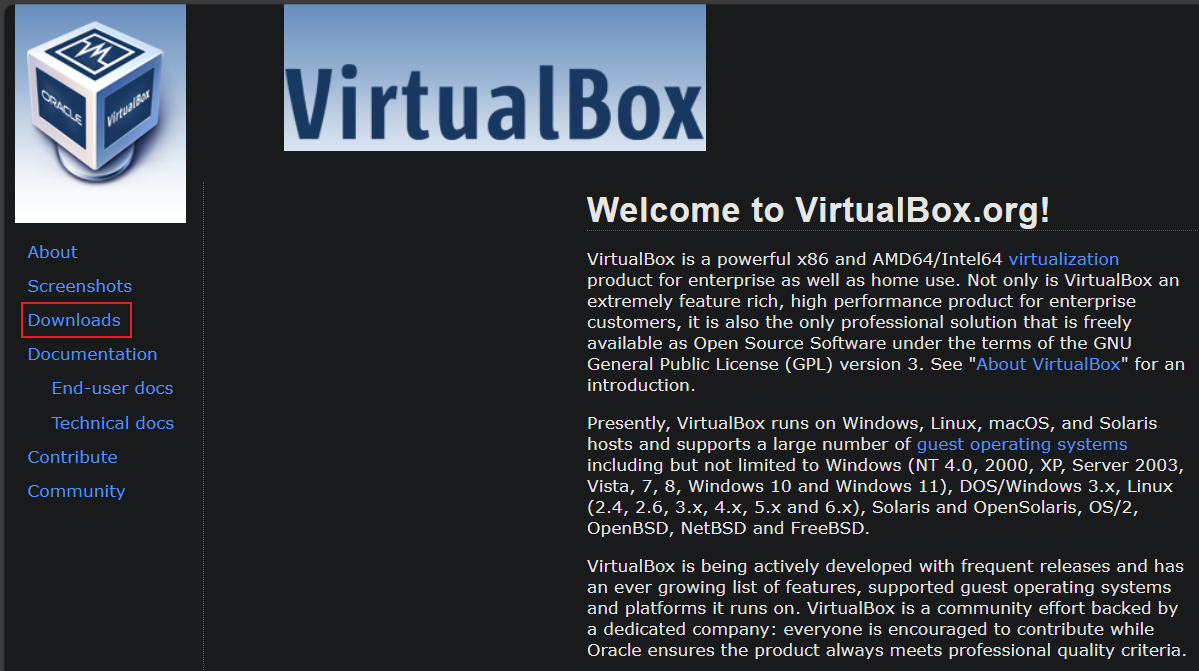 ORACLE
VirtualBox
VirtualBox
About
Screenshots
Downloads
Documentation
End-user docs
Technical docs
Contribute
Community
Welcome to VirtualBox.org!
VirtualBox is a powerful x86 and AMD64/Intel64 virtualization
product for enterprise as well as home use. Not only is VirtualBox an
extremely feature rich, high performance product for enterprise
customers, it is also the only professional solution that is freely
available as Open Source Software under the terms of the GNU
General Public License (GPL) version 3. See "About VirtualBox" for an
introduction.
Presently, VirtualBox runs on Windows, Linux, macOS, and Solaris
hosts and supports a large number of guest operating systems
including but not limited to Windows (NT 4.0, 2000, XP, Server 2003,
Vista, 7, 8, Windows 10 and Windows 11), DOS/Windows 3.x, Linux
(2.4, 2.6, 3.x, 4.x, 5.x and 6.x), Solaris and OpenSolaris, OS/2,
OpenBSD, NetBSD and FreeBSD.
VirtualBox is being actively developed with frequent releases and has
an ever growing list of features, supported guest operating systems
and platforms it runs on. VirtualBox is a community effort backed by
a dedicated company: everyone is encouraged to contribute while
Oracle ensures the product always meets professional quality criteria.